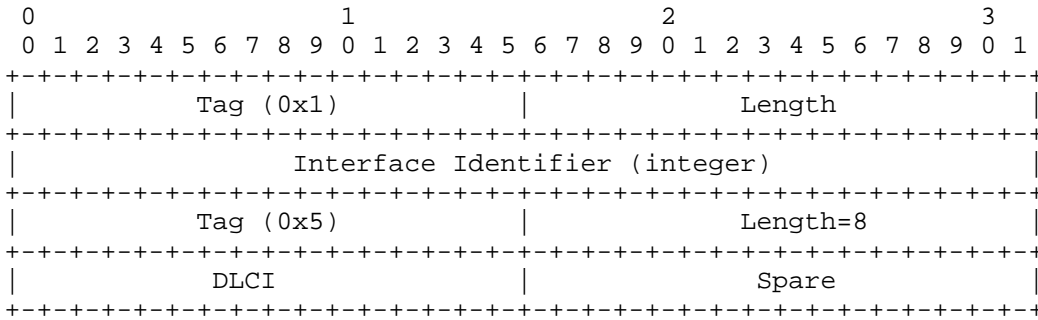 0                   1                   2                   3
 0 1 2 3 4 5 6 7 8 9 0 1 2 3 4 5 6 7 8 9 0 1 2 3 4 5 6 7 8 9 0 1
+-+-+-+-+-+-+-+-+-+-+-+-+-+-+-+-+-+-+-+-+-+-+-+-+-+-+-+-+-+-+-+-+
|           Tag (0x1)           |             Length            |
+-+-+-+-+-+-+-+-+-+-+-+-+-+-+-+-+-+-+-+-+-+-+-+-+-+-+-+-+-+-+-+-+
|                 Interface Identifier (integer)                |
+-+-+-+-+-+-+-+-+-+-+-+-+-+-+-+-+-+-+-+-+-+-+-+-+-+-+-+-+-+-+-+-+
|           Tag (0x5)           |             Length=8          |
+-+-+-+-+-+-+-+-+-+-+-+-+-+-+-+-+-+-+-+-+-+-+-+-+-+-+-+-+-+-+-+-+
|            DLCI               |              Spare            |
+-+-+-+-+-+-+-+-+-+-+-+-+-+-+-+-+-+-+-+-+-+-+-+-+-+-+-+-+-+-+-+-+